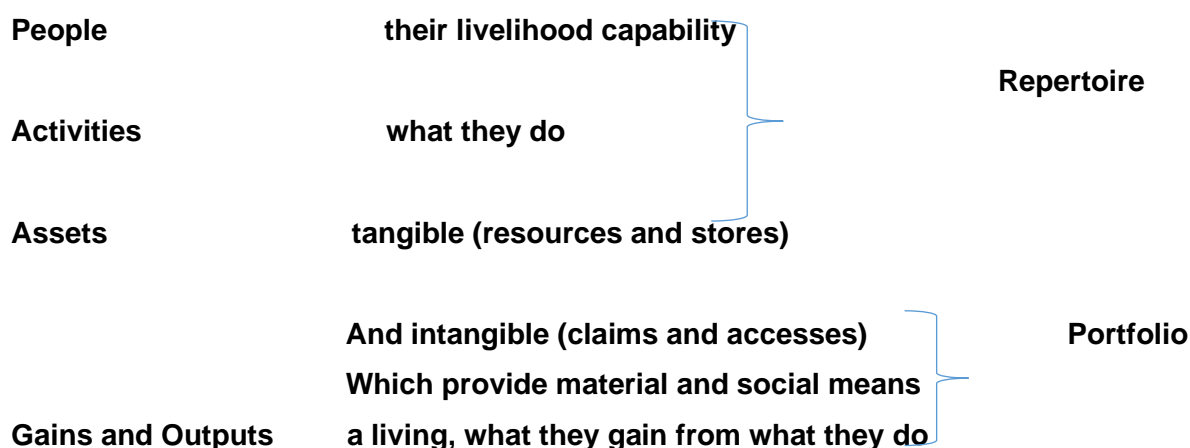 People their livelihood capability
Repertoire
Activities what they do
Assets tangible (resources and stores)
And intangible (claims and accesses) Portfolio
Which provide material and social means
Gains and Outputs a living, what they gain from what they do